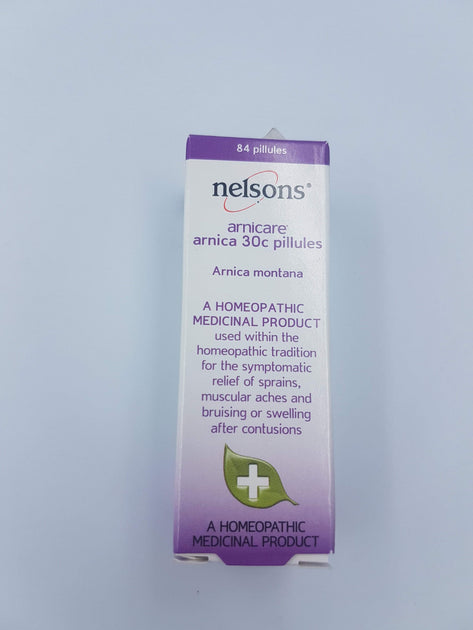 84 pillules
nelsons®
arnicare
arnica 30c pillules
Arnica montana
A HOMEOPATHIC
MEDICINAL PRODUCT
used within the
homeopathic tradition
for the symptomatic
relief of sprains,
muscular aches and
bruising or swelling
after contusions
A HOMEOPATHIC
MEDICINAL PRODUCT